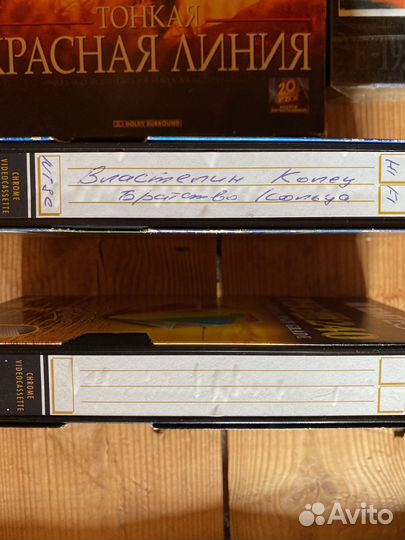 ТОНКАЯ
КРАСНАЯ ЛИНИЯ
DOLBY SURROUND
CHROME
VIDEOCASSETTE
Властелин Колец
Братство Кольца
Hi-Fi
CHROME
VIDEOCASSETTE
Avito